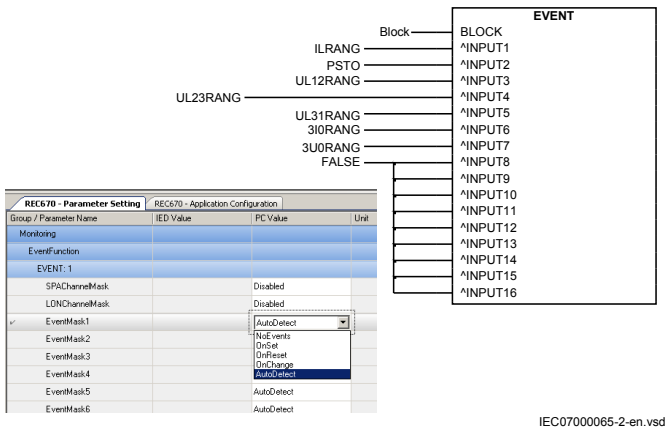 EVENT
Block BLOCK
ILRANG ^INPUT1
PSTO ^INPUT2
UL12RANG ^INPUT3
UL23RANG ^INPUT4
UL31RANG ^INPUT5
3I0RANG ^INPUT6
3U0RANG ^INPUT7
FALSE ^INPUT8
^INPUT9
^INPUT10
^INPUT11
^INPUT12
^INPUT13
^INPUT14
^INPUT15
^INPUT16
REC670 - Parameter Setting REC670 - Application Configuration
Group / Parameter Name IED Value PC Value Unit
Monitoring
EventFunction
EVENT: 1
SPAChannelMask Disabled
LONChannelMask Disabled
EventMask1 AutoDetect
EventMask2 NoEvents
OnSet
EventMask3 OnReset
OnChange
EventMask4 AutoDetect
EventMask5 AutoDetect
EventMask6 AutoDetect
IEC07000065-2-en.vsd